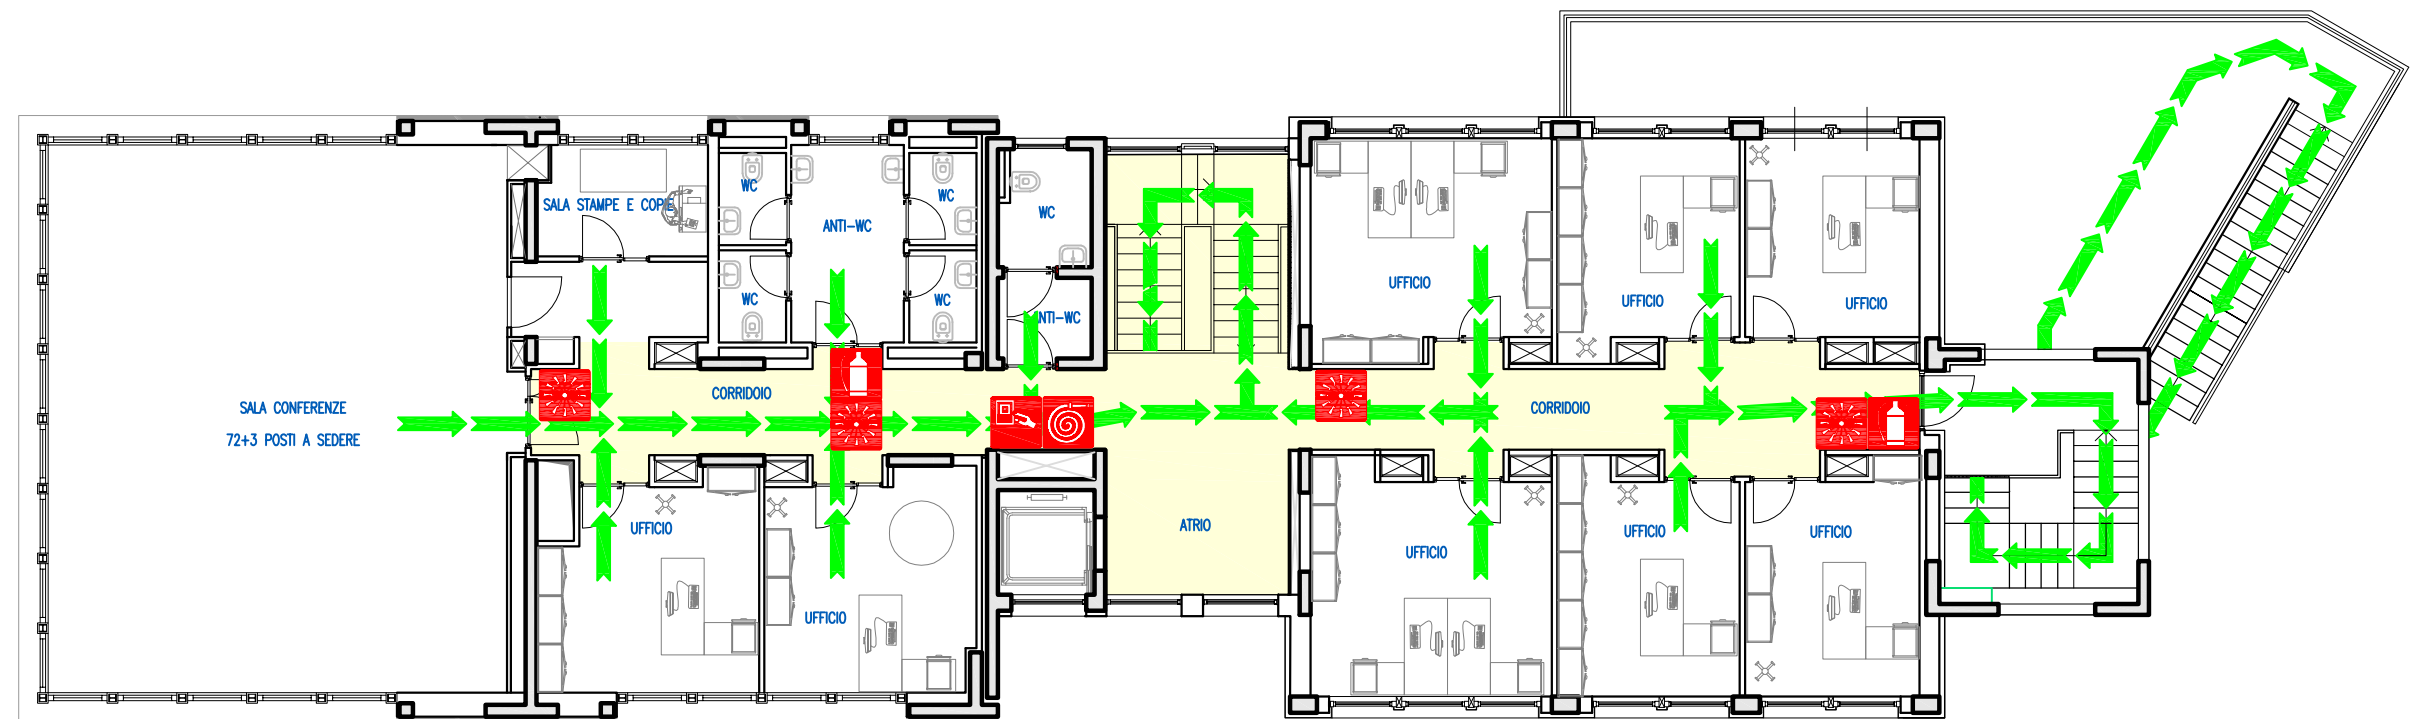 SALA STAMPE E COPIE
WC
WC
ANTI-WC
WC
WC
WC
ANTI-WC
UFFICIO
UFFICIO
UFFICIO
SALA CONFERENZE
72+3 POSTI A SEDERE
CORRIDOIO
CORRIDOIO
UFFICIO
UFFICIO
ATRIO
UFFICIO
UFFICIO
UFFICIO